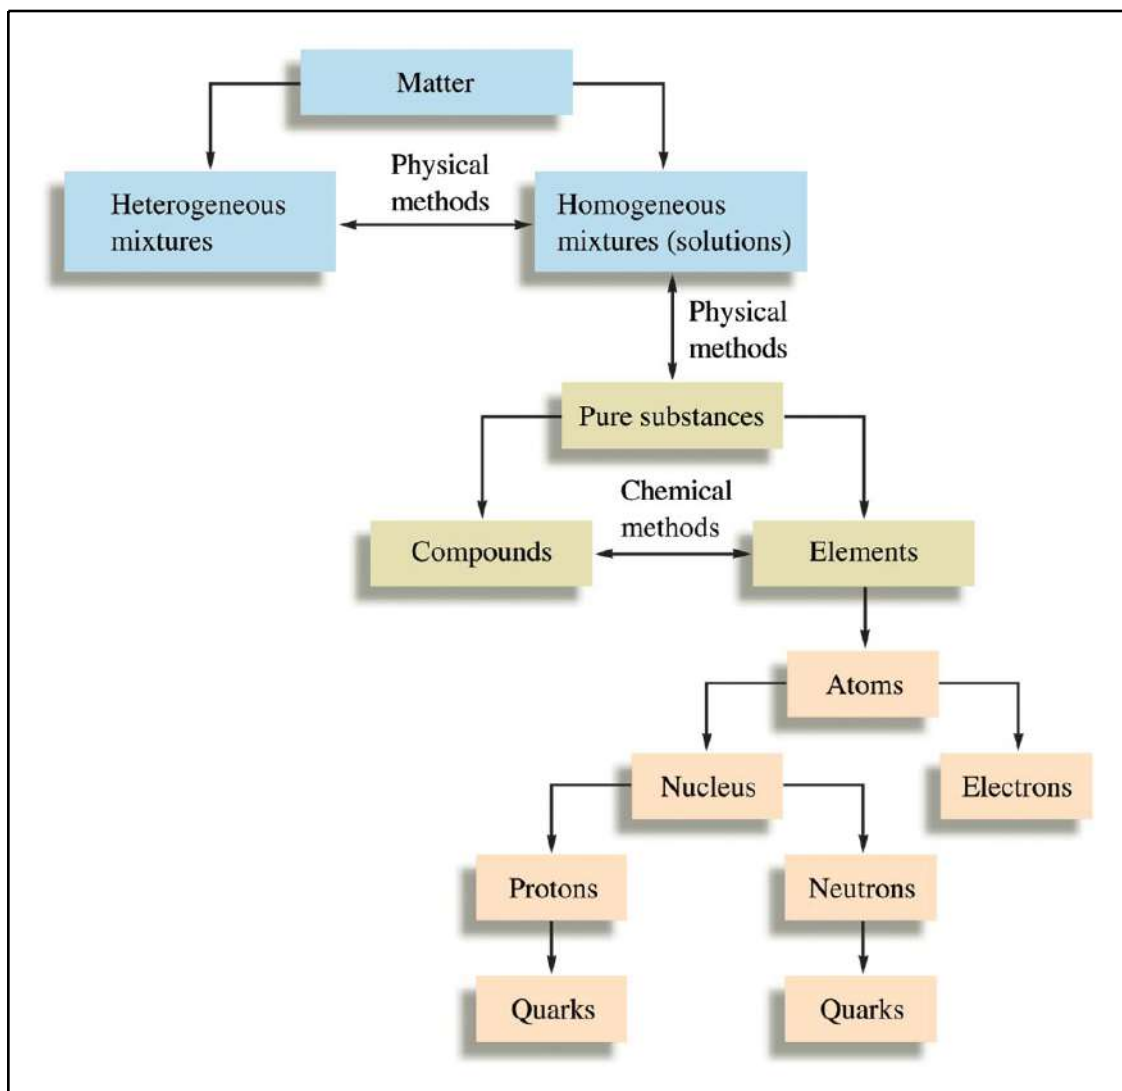 Matter
Physical
methods
Heterogeneous
mixtures
Homogeneous
mixtures (solutions)
Physical
methods
Pure substances
Chemical
methods
Compounds
Elements
Atoms
Nucleus
Electrons
Protons
Neutrons
Quarks
Quarks